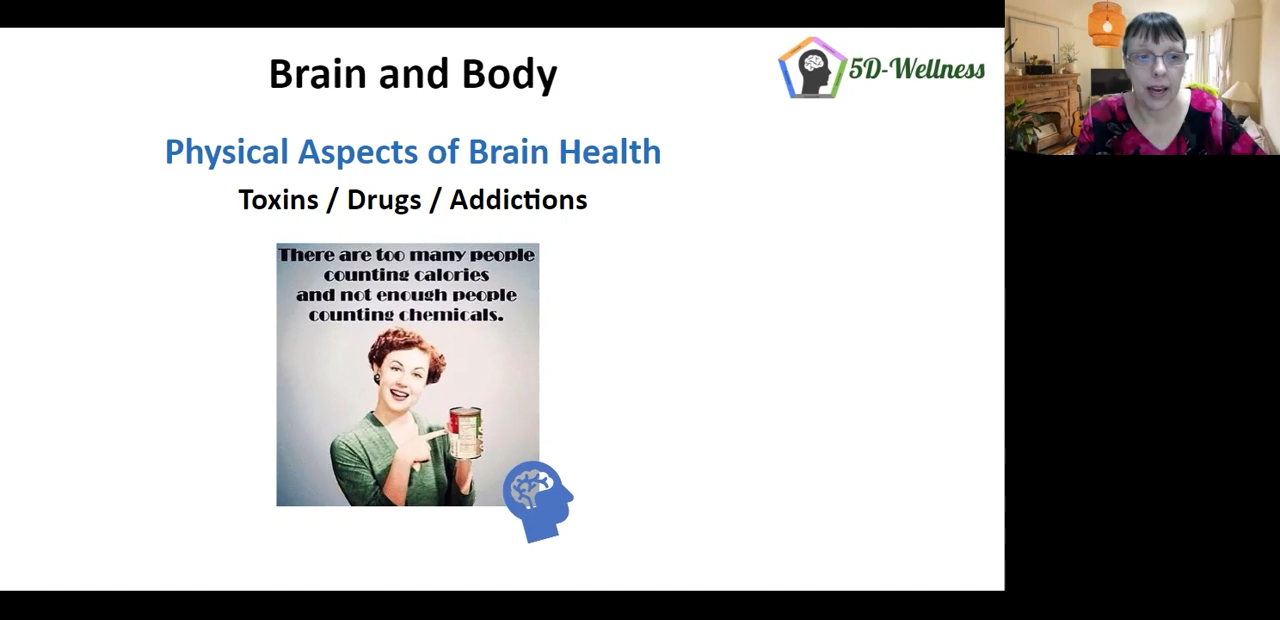 Brain and Body
5D-Wellness
Physical Aspects of Brain Health
Toxins / Drugs / Addictions
There are too many people
counting calories
and not enough people
counting chemicals.